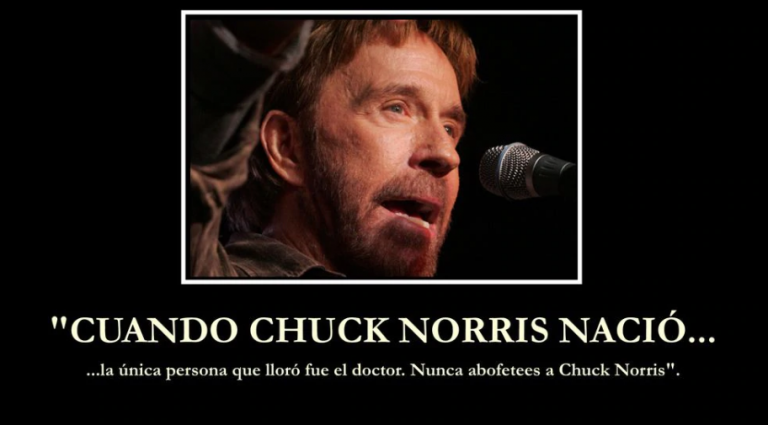 "CUANDO CHUCK NORRIS NACIÓ...
...la única persona que lloró fue el doctor. Nunca abofetees a Chuck Norris".